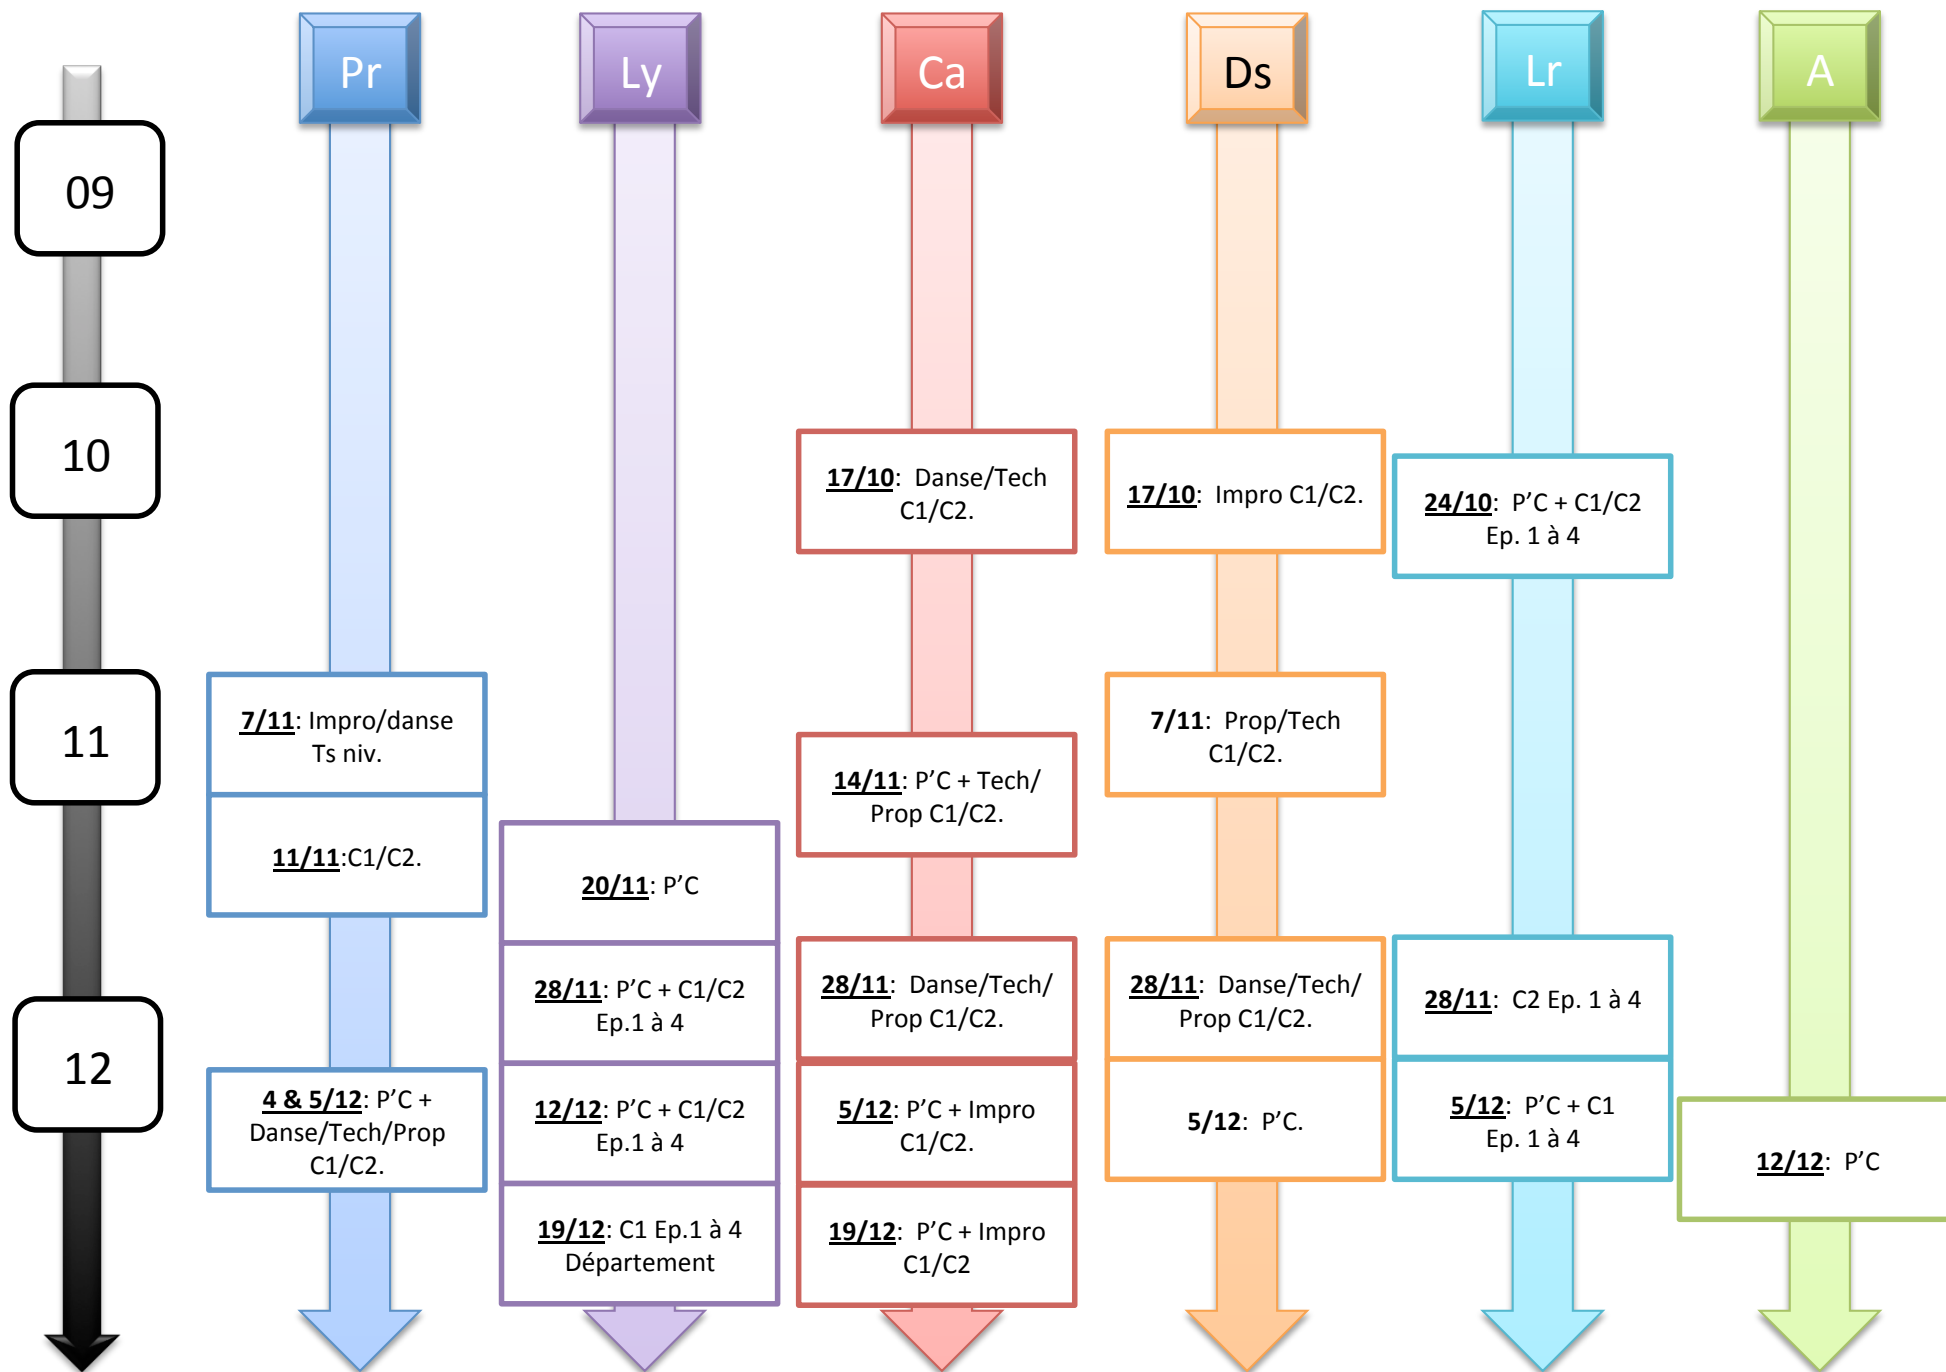 Pr
Ly
Ca
Ds
Lr
A
09
10
11
12
7/11: Impro/danse
Ts niv.
11/11:C1/C2.
4 & 5/12: P’C +
Danse/Tech/Prop
C1/C2.
20/11: P’C
28/11: P’C + C1/C2
Ep.1 à 4
12/12: P’C + C1/C2
Ep.1 à 4
19/12: C1 Ep.1 à 4
Département
17/10: Danse/Tech
C1/C2.
14/11: P’C + Tech/
Prop C1/C2.
28/11: Danse/Tech/
Prop C1/C2.
5/12: P’C + Impro
C1/C2.
19/12: P’C + Impro
C1/C2
17/10: Impro C1/C2.
7/11: Prop/Tech
C1/C2.
28/11: Danse/Tech/
Prop C1/C2.
5/12: P’C.
24/10: P’C + C1/C2
Ep. 1 à 4
28/11: C2 Ep. 1 à 4
5/12: P’C + C1
Ep. 1 à 4
12/12: P’C